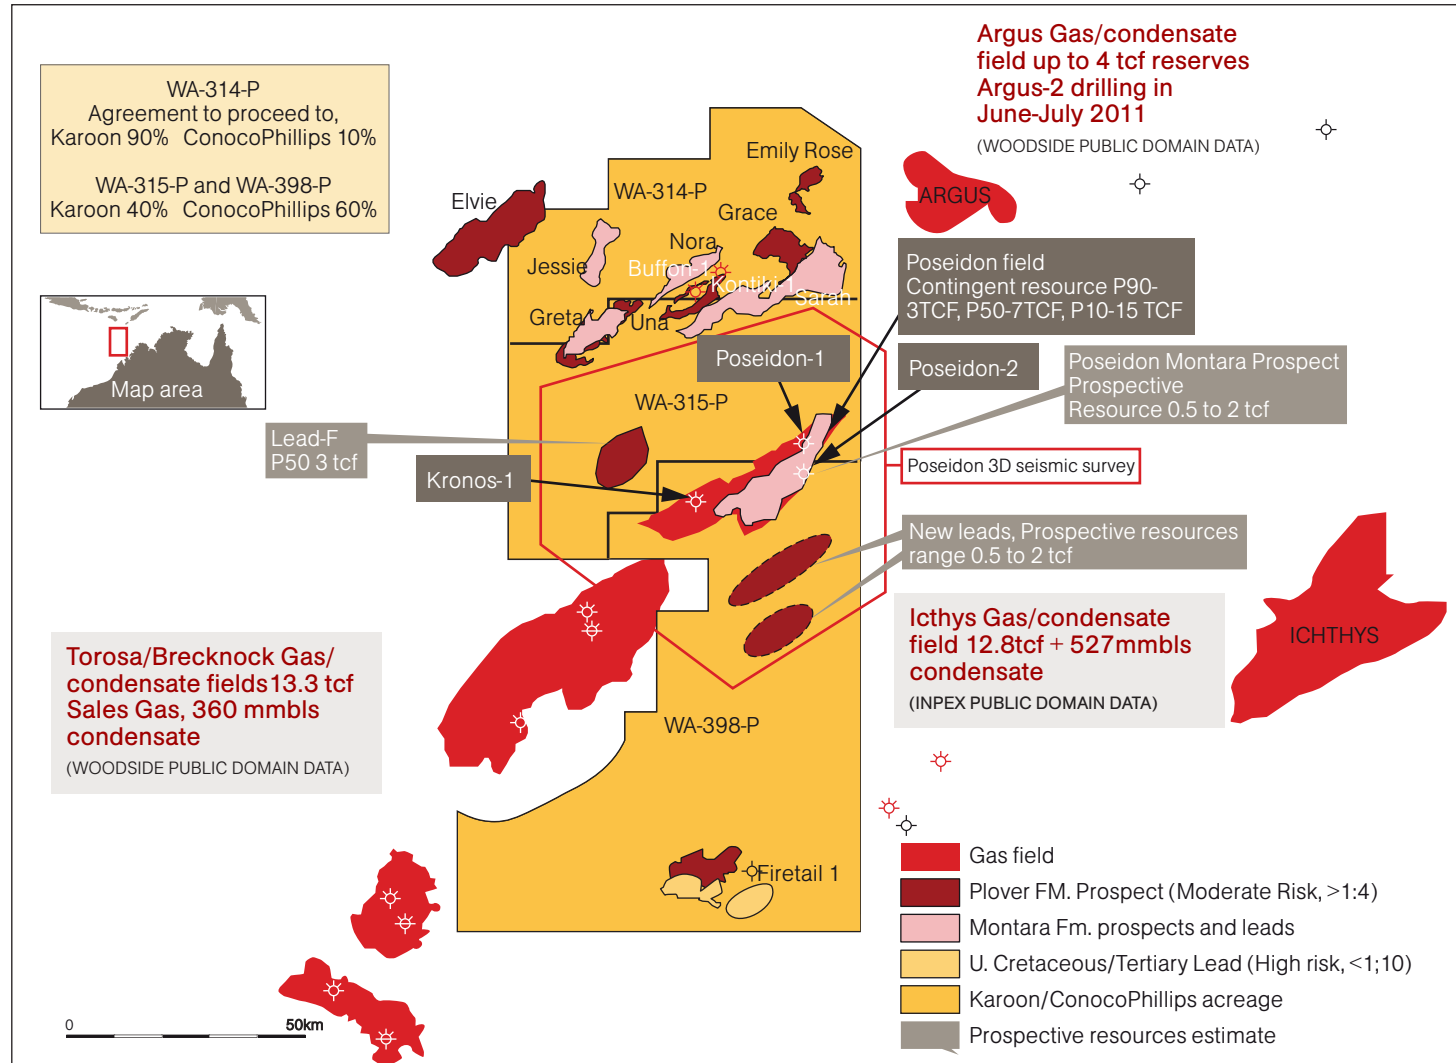 WA-314-P
Agreement to proceed to,
Karoon 90% ConocoPhillips 10%
WA-315-P and WA-398-P
Karoon 40% ConocoPhillips 60%
Argus Gas/condensate
field up to 4 tcf reserves
Argus-2 drilling in
June-July 2011
(WOODSIDE PUBLIC DOMAIN DATA)
Emily Rose
Elvie
WA-314-P
ARGUS
Grace
Nora
Jessie
Buffon-1
Kontiki-1
Sarah
Greta
Una
Poseidon field
Contingent resource P90-
3TCF, P50-7TCF, P10-15 TCF
Map area
Poseidon-1
Poseidon-2
Poseidon Montara Prospect
Prospective
Resource 0.5 to 2 tcf
WA-315-P
Lead-F
P50 3 tcf
Kronos-1
Poseidon 3D seismic survey
New leads, Prospective resources
range 0.5 to 2 tcf
Icthys Gas/condensate
field 12.8tcf + 527mmbls
condensate
(INPEX PUBLIC DOMAIN DATA)
ICHTHYS
Torosa/Brecknock Gas/
condensate fields13.3 tcf
Sales Gas, 360 mmbls
condensate
(WOODSIDE PUBLIC DOMAIN DATA)
WA-398-P
Firetail 1
Gas field
Plover FM. Prospect (Moderate Risk, >1:4)
Montara Fm. prospects and leads
U. Cretaceous/Tertiary Lead (High risk, <1;10)
Karoon/ConocoPhillips acreage
Prospective resources estimate
0 50km